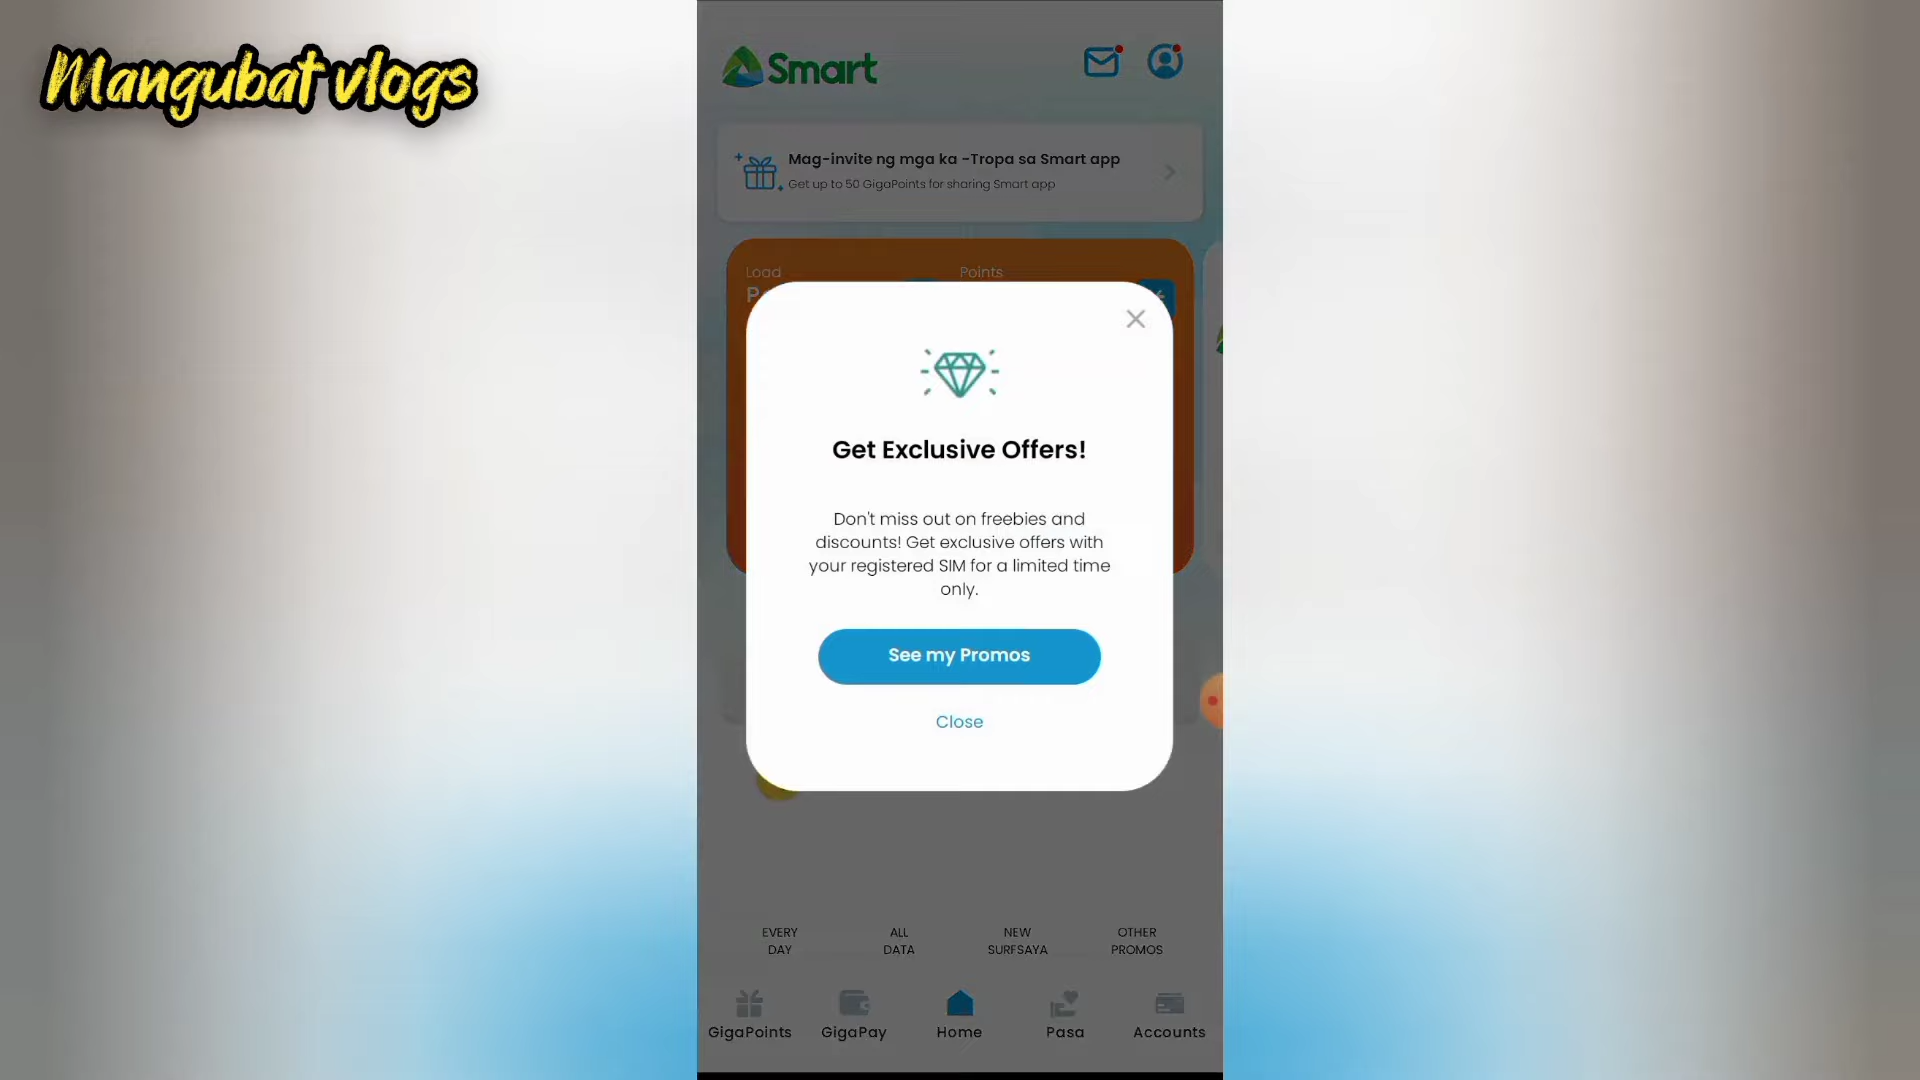 Mangubat vlogs
Smart
Mag-invite ng mga ka -Tropa sa Smart app
Get up to 50 GigaPoints for sharing Smart app
Load
Points
Get Exclusive Offers!
Don't miss out on freebies and
discounts! Get exclusive offers with
your registered SIM for a limited time
only.
See my Promos
Close
EVERY
DAY
ALL
DATA
NEW
SURFSAYA
OTHER
PROMOS
GigaPoints
GigaPay
Home
Pasa
Accounts